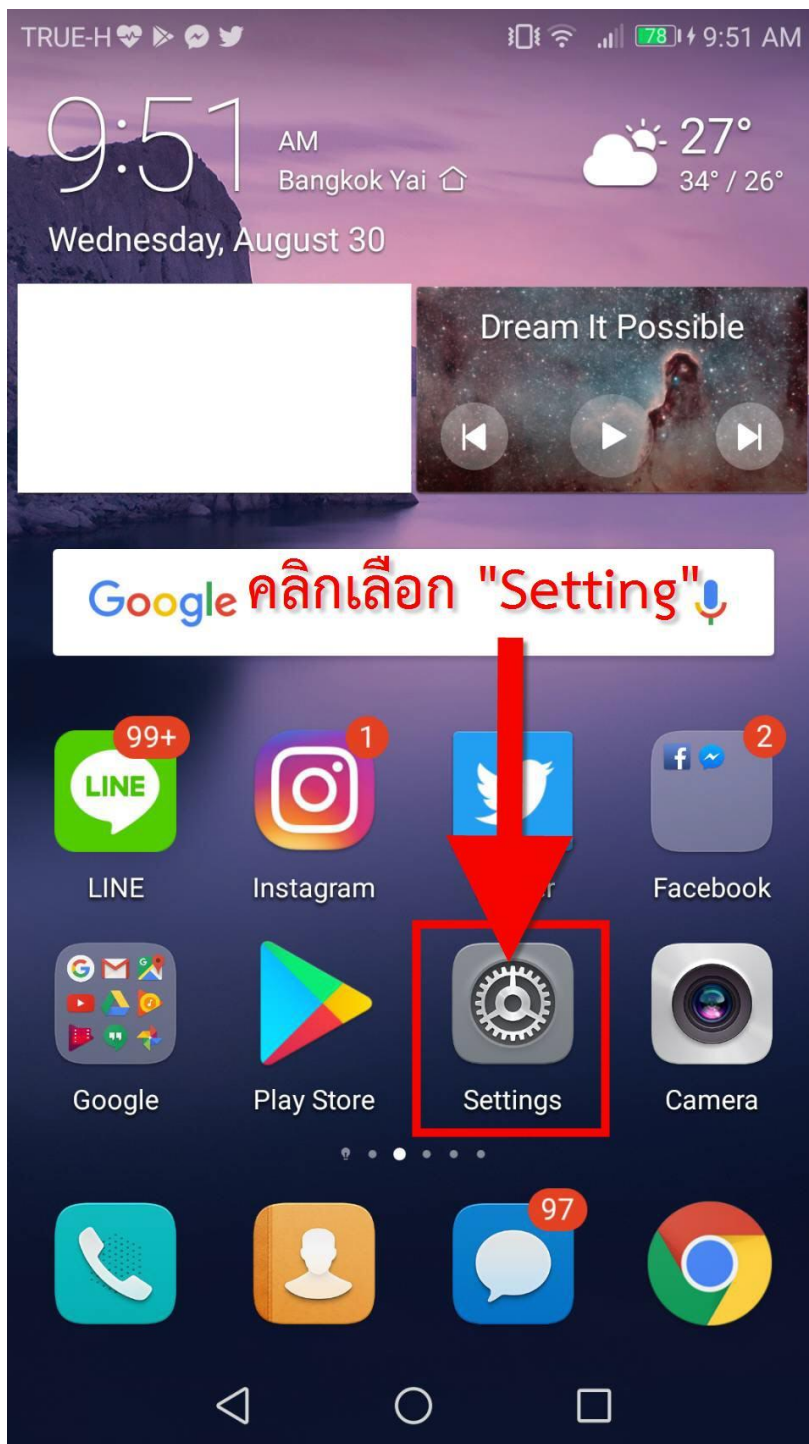 TRUE-H 78 9:51 AM
9:51 AM
Bangkok Yai
27°
34° / 26°
Wednesday, August 30
Dream It Possible
Google คลิกเลือก "Setting"
99+
1
2
LINE
LINE Instagram r Facebook
Google Play Store Settings Camera
97